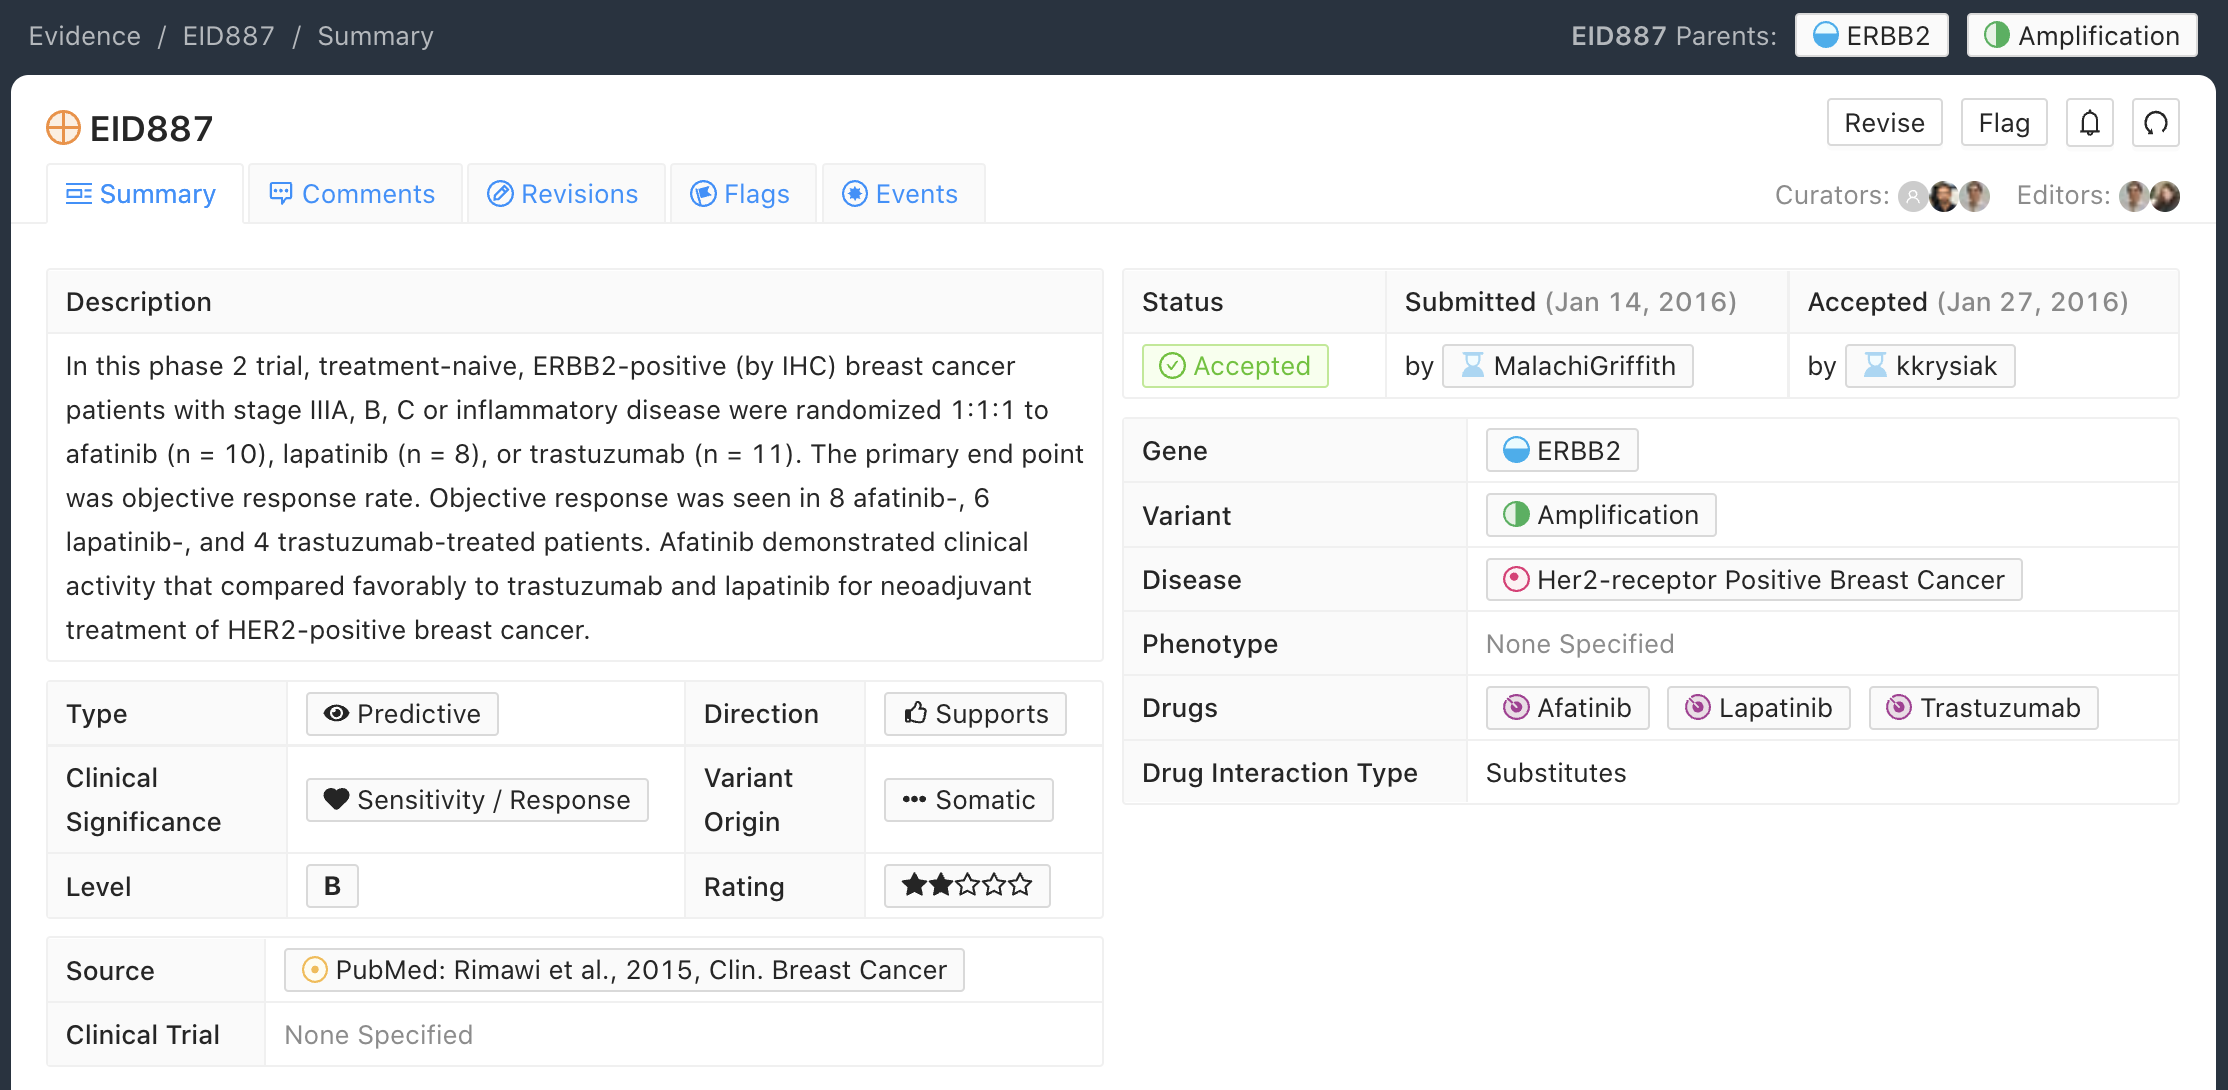 Evidence / EID887 / Summary
EID887 Parents: ERBB2 Amplification
EID887
Revise Flag
Summary Comments Revisions Flags Events
Curators: Editors:
Description
In this phase 2 trial, treatment-naive, ERBB2-positive (by IHC) breast cancer
patients with stage IIIA, B, C or inflammatory disease were randomized 1:1:1 to
afatinib (n = 10), lapatinib (n = 8), or trastuzumab (n = 11). The primary end point
was objective response rate. Objective response was seen in 8 afatinib-, 6
lapatinib-, and 4 trastuzumab-treated patients. Afatinib demonstrated clinical
activity that compared favorably to trastuzumab and lapatinib for neoadjuvant
treatment of HER2-positive breast cancer.
Type Predictive Direction Supports
Clinical
Significance
Sensitivity / Response
Variant
Origin
Somatic
Level B Rating
Source PubMed: Rimawi et al., 2015, Clin. Breast Cancer
Clinical Trial None Specified
Status Submitted (Jan 14, 2016) Accepted (Jan 27, 2016)
Accepted by MalachiGriffith by kkrysiak
Gene ERBB2
Variant Amplification
Disease Her2-receptor Positive Breast Cancer
Phenotype None Specified
Drugs Afatinib Lapatinib Trastuzumab
Drug Interaction Type Substitutes